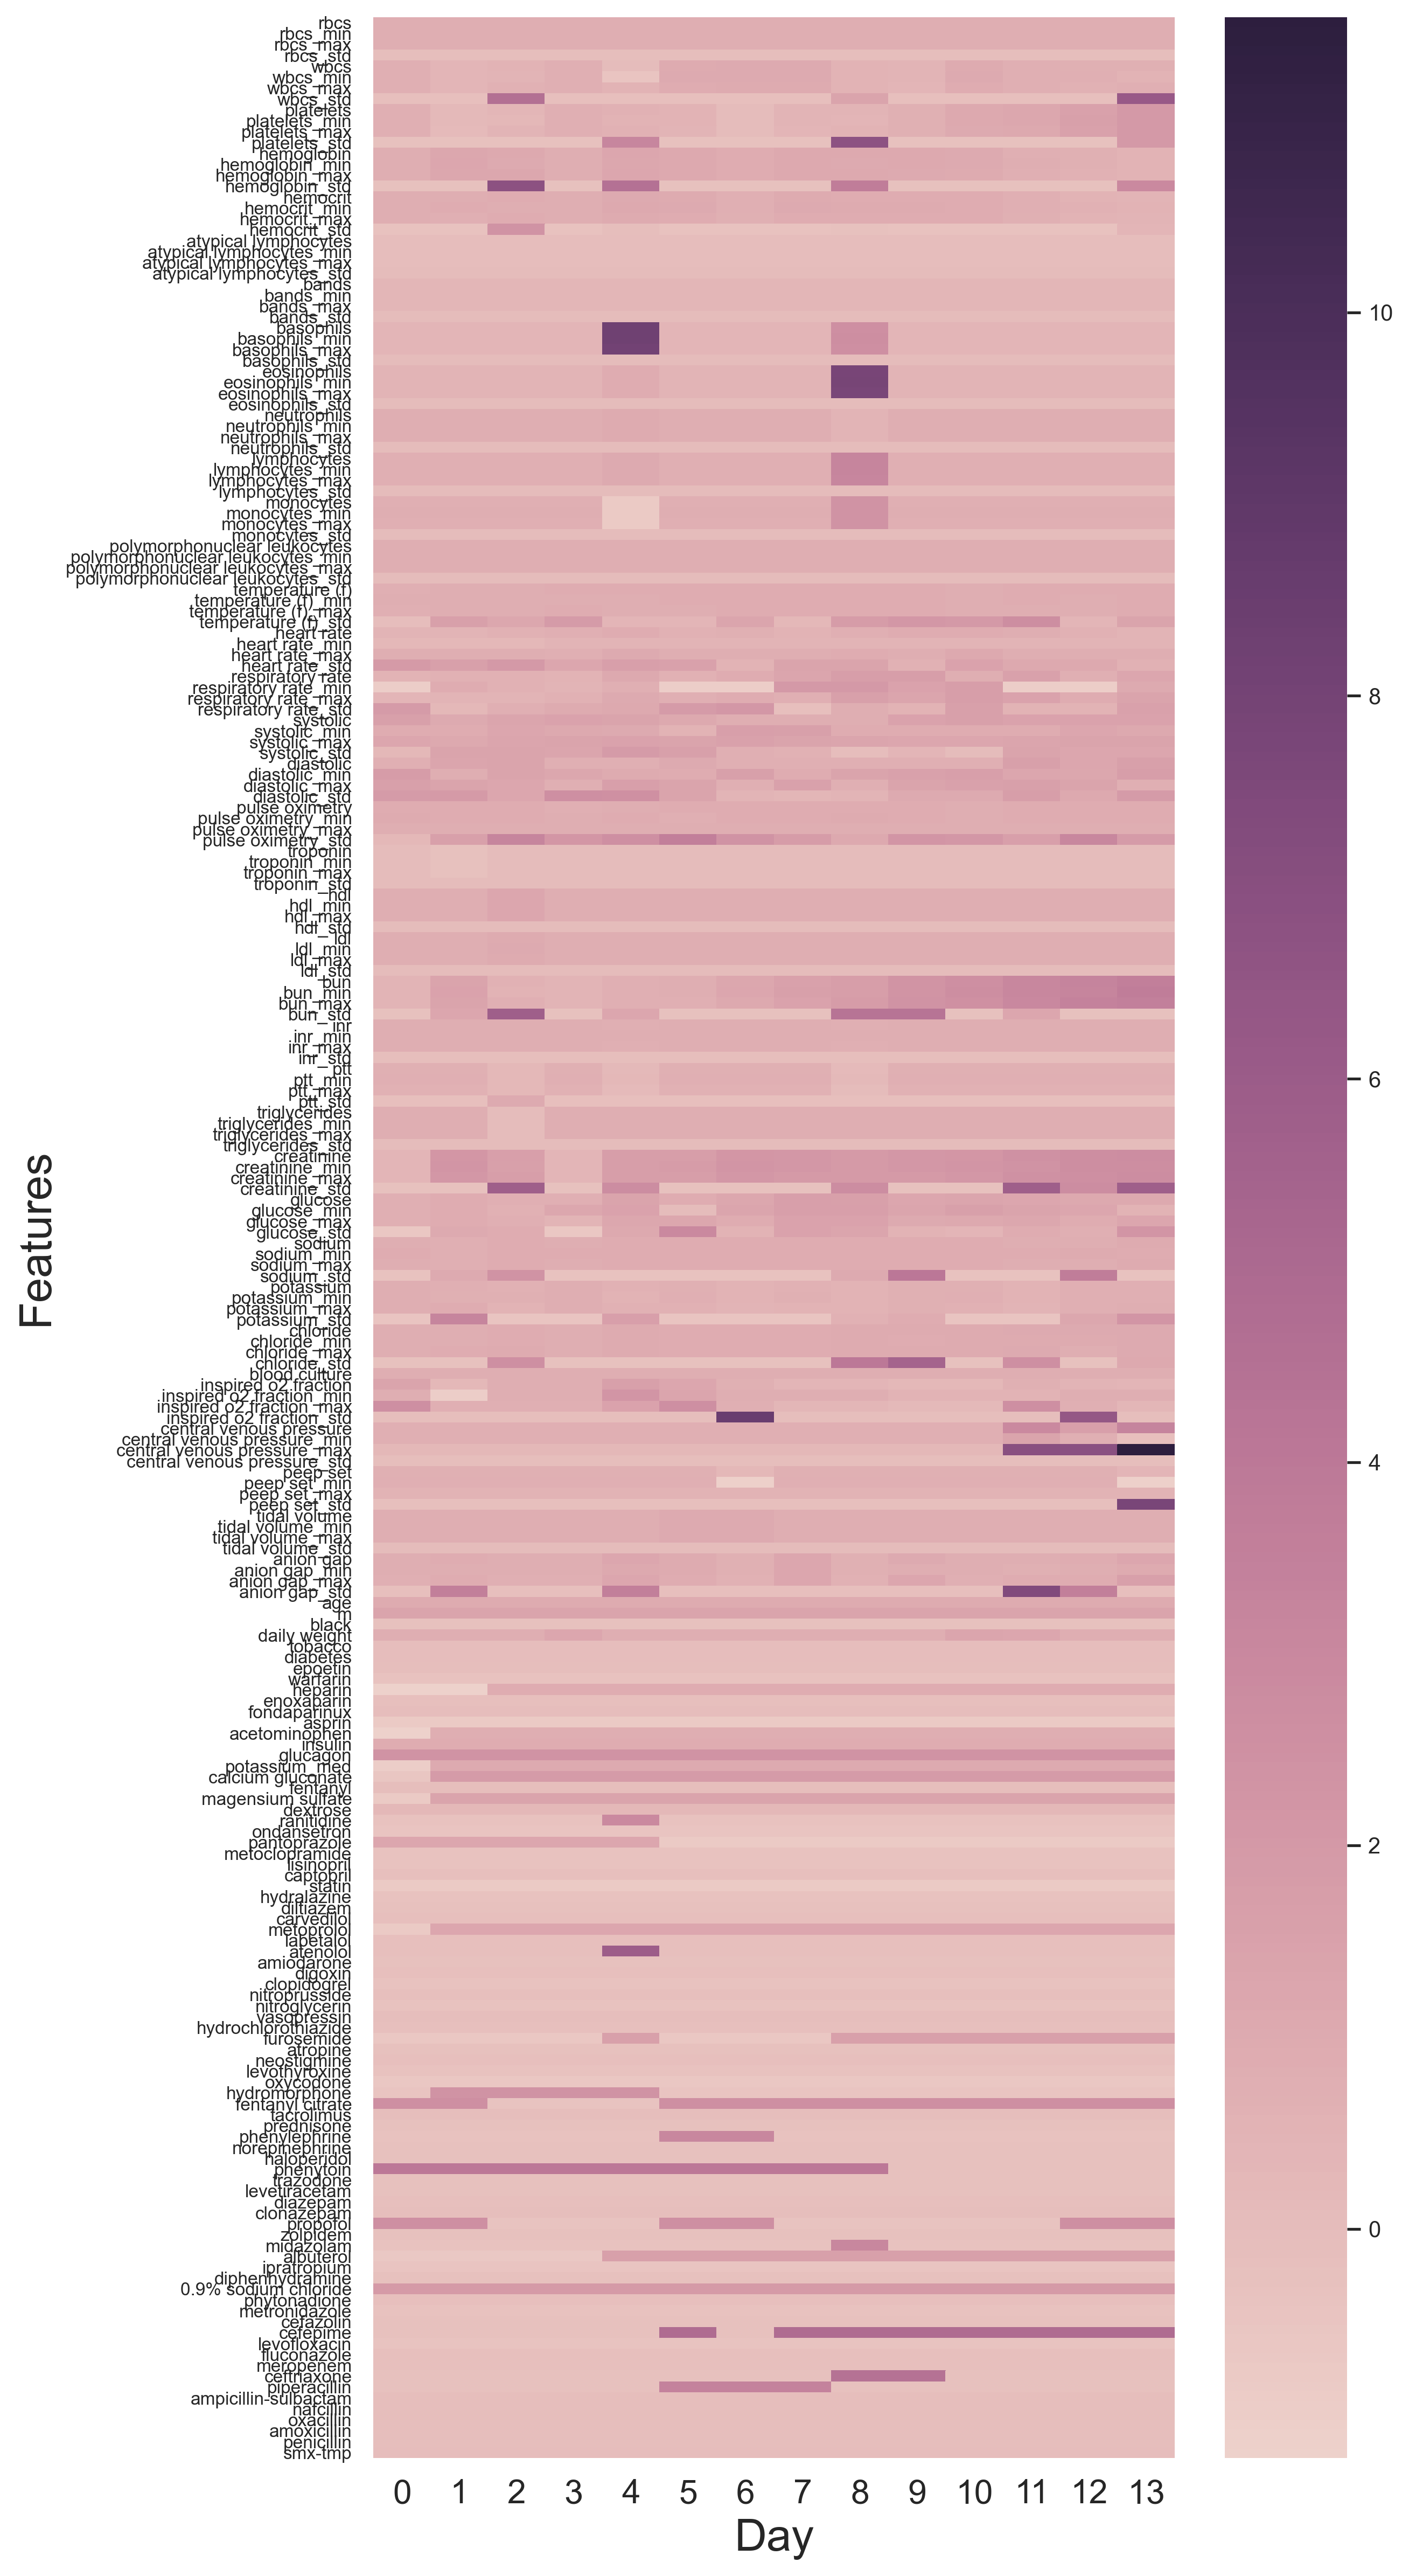 rbcs
rbcs_min
rbcs_max
rbcs_std
wbcs
wbcs_min
wbcs_max
wbcs_std
platelets
platelets_min
platelets_max
platelets_std
hemoglobin
hemoglobin_min
hemoglobin_max
hemoglobin_std
hemocrit
hemocrit_min
hemocrit_max
hemocrit_std
atypical lymphocytes
atypical lymphocytes_min
atypical lymphocytes_max
atypical lymphocytes_std
bands
bands_min
bands_max
bands_std
basophils
basophils_min
basophils_max
basophils_std
eosinophils
eosinophils_min
eosinophils_max
eosinophils_std
neutrophils
neutrophils_min
neutrophils_max
neutrophils_std
lymphocytes
lymphocytes_min
lymphocytes_max
lymphocytes_std
monocytes
monocytes_min
monocytes_max
monocytes_std
polymorphonuclear leukocytes
polymorphonuclear leukocytes_min
polymorphonuclear leukocytes_max
polymorphonuclear leukocytes_std
temperature (f)
temperature (f)_min
temperature (f)_max
temperature (f)_std
heart rate
heart rate_min
heart rate_max
heart rate_std
respiratory rate
respiratory rate_min
respiratory rate_max
respiratory rate_std
systolic
systolic_min
systolic_max
systolic_std
diastolic
diastolic_min
diastolic_max
diastolic_std
pulse oximetry
pulse oximetry_min
pulse oximetry_max
pulse oximetry_std
troponin
troponin_min
troponin_max
troponin_std
hdl
hdl_min
hdl_max
hdl_std
ldl
ldl_min
ldl_max
ldl_std
bun
bun_min
bun_max
bun_std
inr
inr_min
inr_max
inr_std
ptt
ptt_min
ptt_max
ptt_std
triglycerides
triglycerides_min
triglycerides_max
triglycerides_std
creatinine
creatinine_min
creatinine_max
creatinine_std
glucose
glucose_min
glucose_max
glucose_std
sodium
sodium_min
sodium_max
sodium_std
potassium
potassium_min
potassium_max
potassium_std
chloride
chloride_min
chloride_max
chloride_std
blood culture
inspired o2 fraction
inspired o2 fraction_min
inspired o2 fraction_max
inspired o2 fraction_std
central venous pressure
central venous pressure_min
central venous pressure_max
central venous pressure_std
peep set
peep set_min
peep set_max
peep set_std
tidal volume
tidal volume_min
tidal volume_max
tidal volume_std
anion gap
anion gap_min
anion gap_max
anion gap_std
age
m
black
daily weight
tobacco
diabetes
epoetin
warfarin
heparin
enoxaparin
fondaparinux
asprin
acetominophen
insulin
glucagon
potassium_med
calcium gluconate
fentanyl
magensium sulfate
dextrose
ranitidine
ondansetron
pantoprazole
metoclopramide
lisinopril
captopril
statin
hydralazine
diltiazem
carvedilol
metoprolol
labetalol
atenolol
amiodarone
digoxin
clopidogrel
nitroprusside
nitroglycerin
vasopressin
hydrochlorothiazide
furosemide
atropine
neostigmine
levothyroxine
oxycodone
hydromorphone
fentanyl citrate
tacrolimus
prednisone
phenylephrine
norepinephrine
haloperidol
phenytoin
trazodone
levetiracetam
diazepam
clonazepam
propofol
zolpidem
midazolam
albuterol
ipratropium
diphenhydramine
0.9% sodium chloride
phytonadione
metronidazole
cefazolin
cefepime
levofloxacin
fluconazole
meropenem
ceftriaxone
piperacillin
ampicillin-sulbactam
nafcillin
oxacillin
amoxicillin
penicillin
smx-tmp
Features
0 1 2 3 4 5 6 7 8 9 10 11 12 13
Day
10
8
6
4
2
0